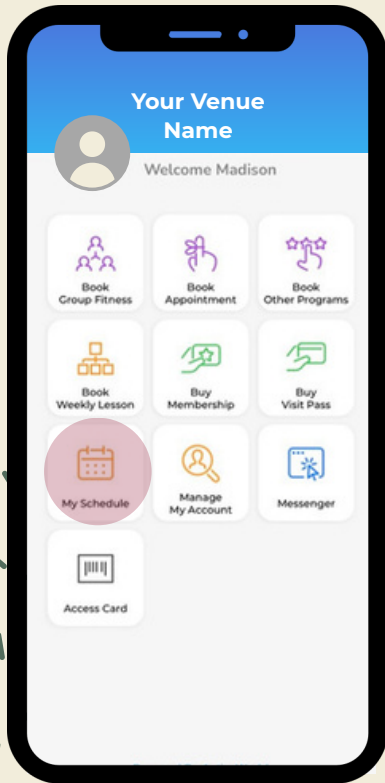 Your Venue
Name
Welcome Madison
Book
Group Fitness
Book
Appointment
Book
Other Programs
Book
Weekly Lesson
Buy
Membership
Buy
Visit Pass
My Schedule
Manage
My Account
Messenger
Access Card